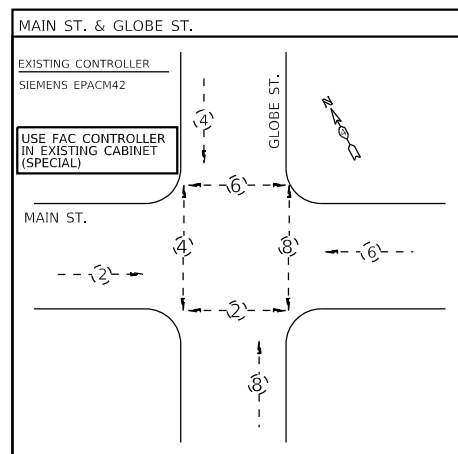 MAIN ST. & GLOBE ST.
EXISTING CONTROLLER
SIEMENS EPACM42
USE FAC CONTROLLER
IN EXISTING CABINET
(SPECIAL)
GLOBE ST.
N
4
6
MAIN ST.
4
8
6
2
2
8